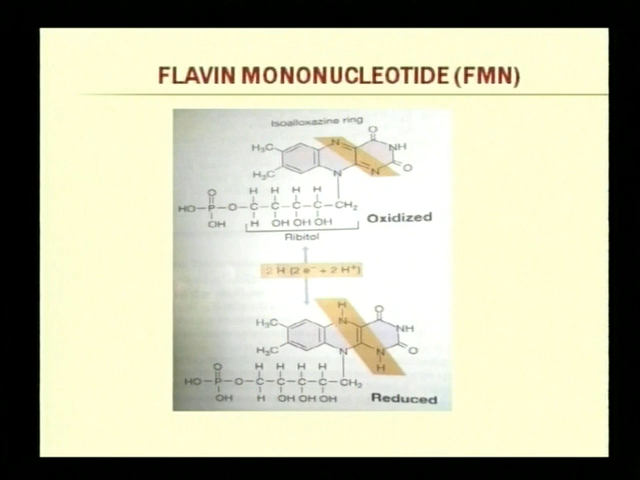 FLAVIN MONONUCLEOTIDE (FMN)
Isoalloxazine ring
O
H₃C N NH
H₃C N N O
O H H H H
HO–P–O–C–C–C–C–CH₂
OH H OH OH OH
Oxidized
Ribitol
2 H (2 e⁻ + 2 H⁺)
H
O
H₃C N NH
H₃C N N O
H
O H H H H
HO–P–O–C–C–C–C–CH₂
OH H OH OH OH
Reduced